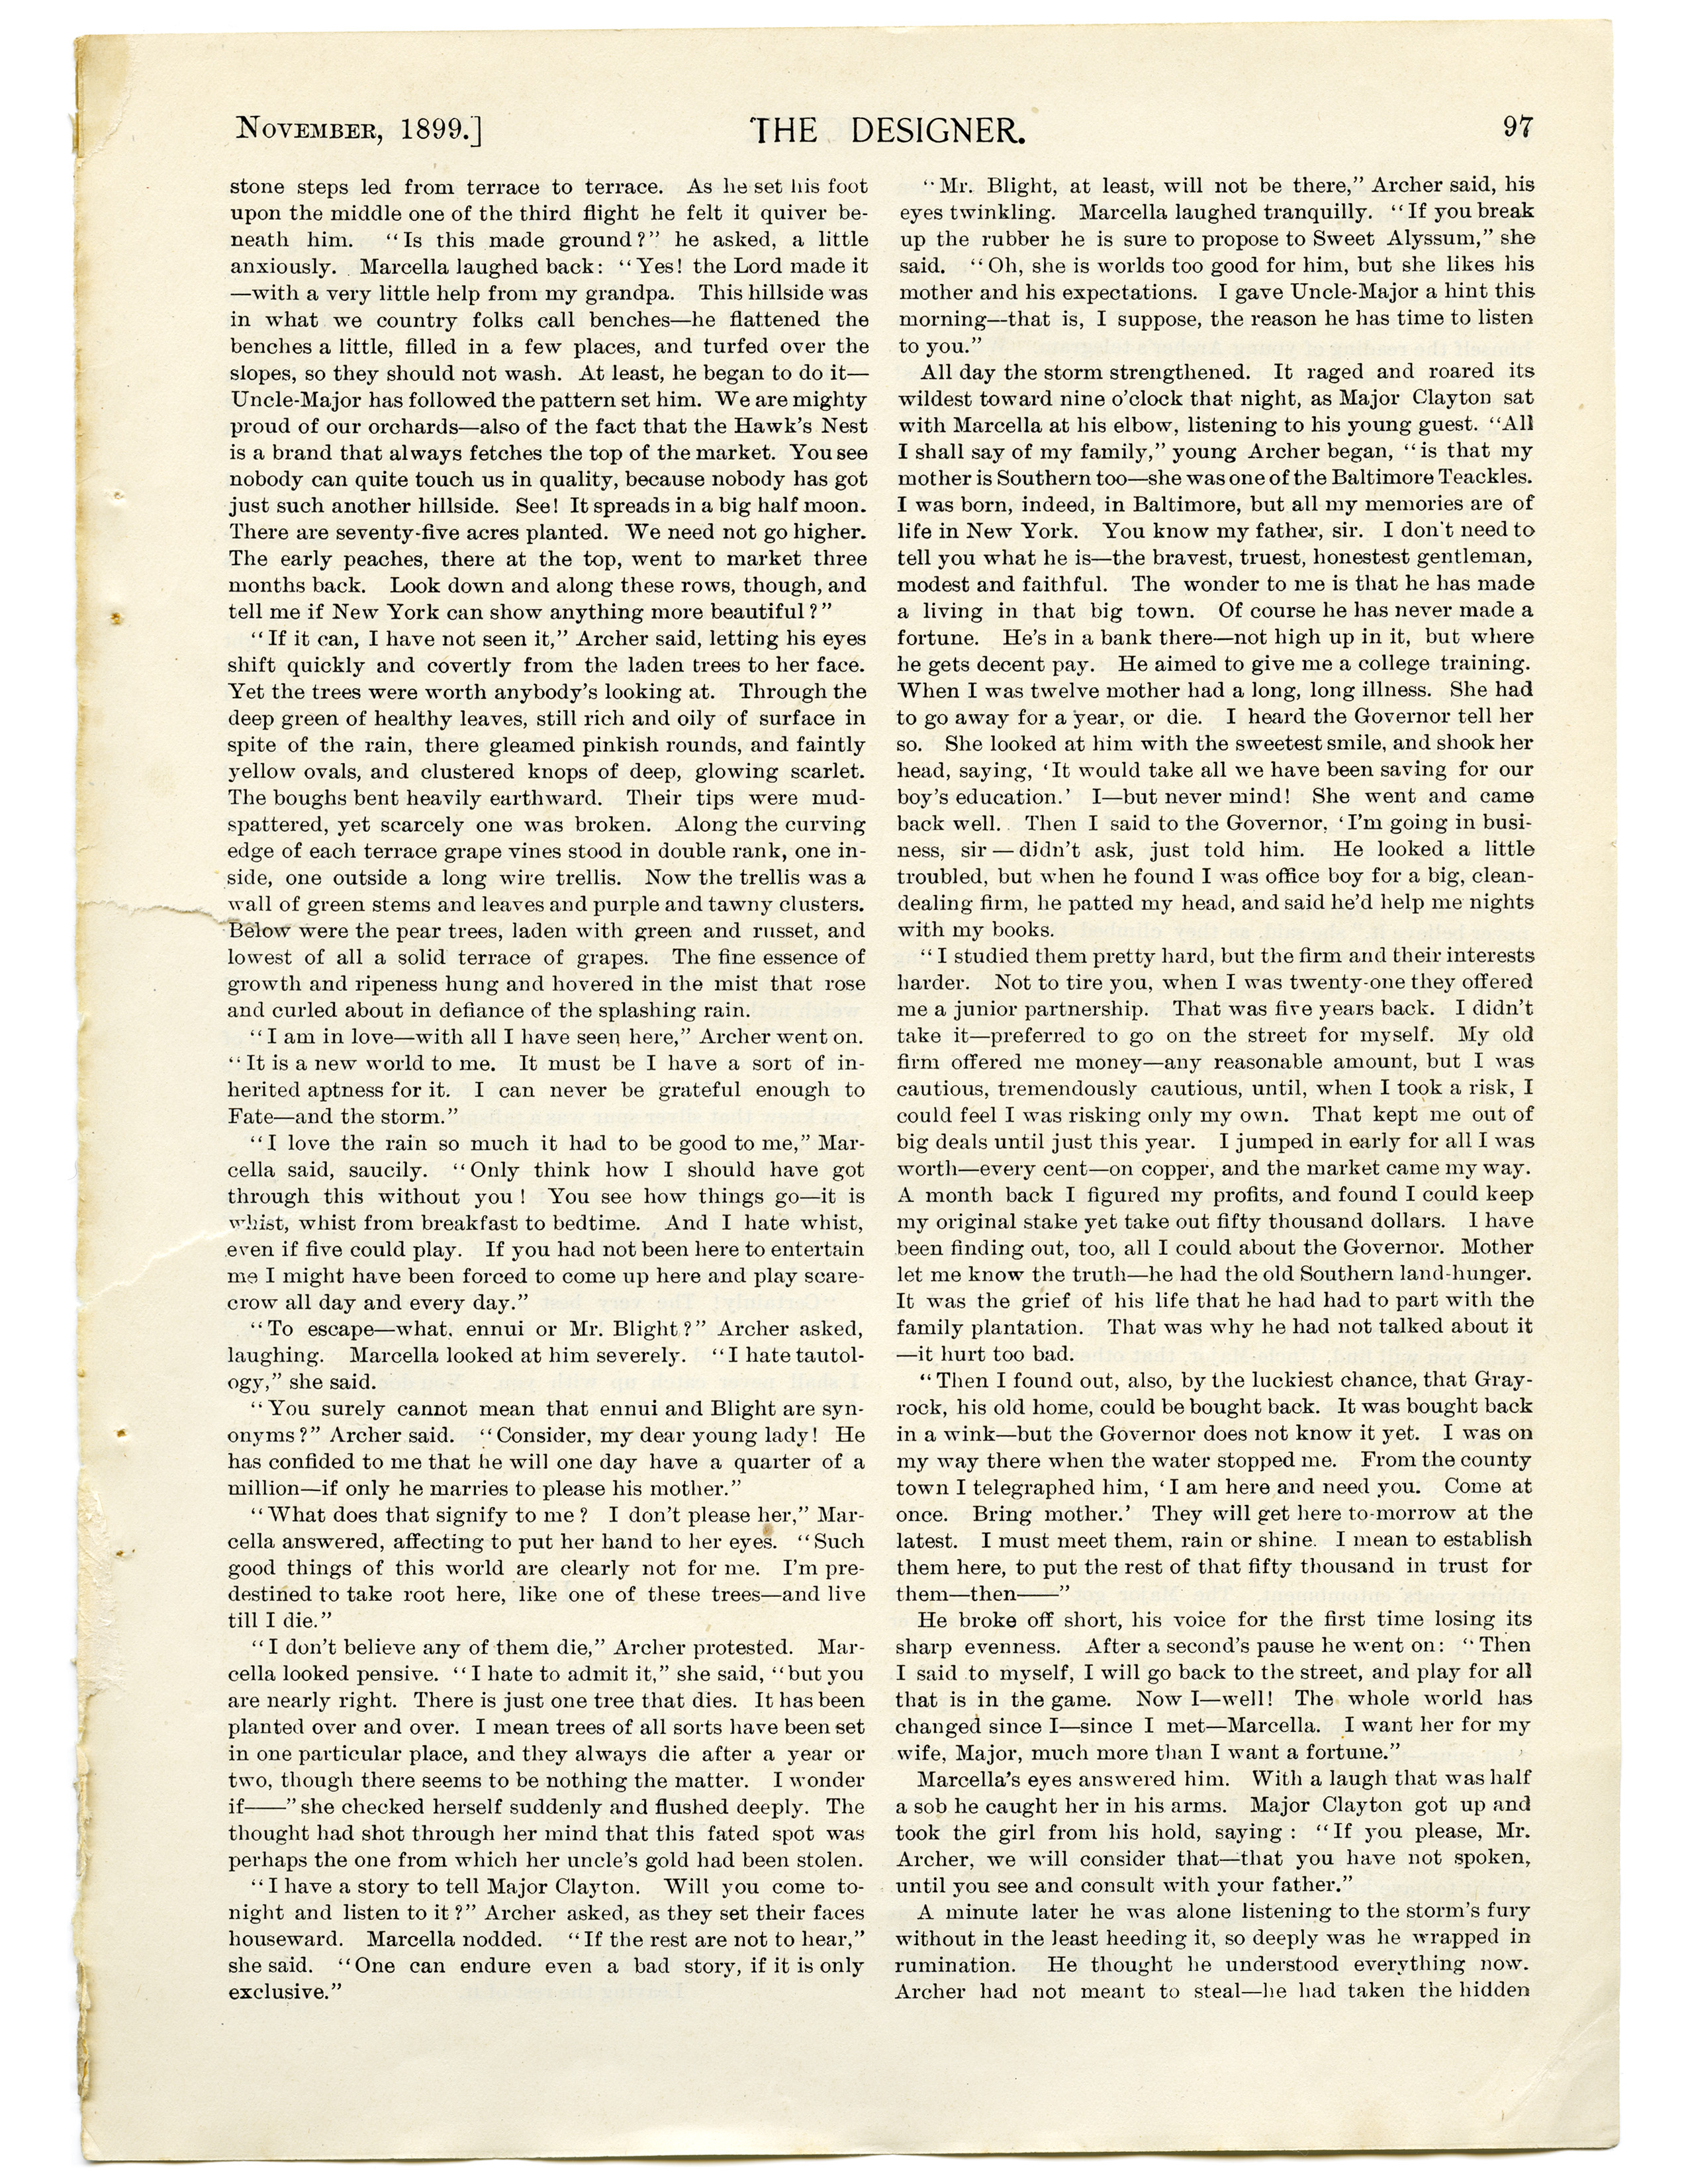 NOVEMBER, 1899.]
THE DESIGNER.
97
stone steps led from terrace to terrace. As he set his foot
upon the middle one of the third flight he felt it quiver be-
neath him. "Is this made ground?" he asked, a little
anxiously. Marcella laughed back: "Yes! the Lord made it
—with a very little help from my grandpa. This hillside was
in what we country folks call benches—he flattened the
benches a little, filled in a few places, and turfed over the
slopes, so they should not wash. At least, he began to do it—
Uncle-Major has followed the pattern set him. We are mighty
proud of our orchards—also of the fact that the Hawk's Nest
is a brand that always fetches the top of the market. You see
nobody can quite touch us in quality, because nobody has got
just such another hillside. See! It spreads in a big half moon.
There are seventy-five acres planted. We need not go higher.
The early peaches, there at the top, went to market three
months back. Look down and along these rows, though, and
tell me if New York can show anything more beautiful?"
"If it can, I have not seen it," Archer said, letting his eyes
shift quickly and covertly from the laden trees to her face.
Yet the trees were worth anybody's looking at. Through the
deep green of healthy leaves, still rich and oily of surface in
spite of the rain, there gleamed pinkish rounds, and faintly
yellow ovals, and clustered knops of deep, glowing scarlet.
The boughs bent heavily earthward. Their tips were mud-
spattered, yet scarcely one was broken. Along the curving
edge of each terrace grape vines stood in double rank, one in-
side, one outside a long wire trellis. Now the trellis was a
wall of green stems and leaves and purple and tawny clusters.
Below were the pear trees, laden with green and russet, and
lowest of all a solid terrace of grapes. The fine essence of
growth and ripeness hung and hovered in the mist that rose
and curled about in defiance of the splashing rain.
"I am in love—with all I have seen here," Archer went on.
"It is a new world to me. It must be I have a sort of in-
herited aptness for it. I can never be grateful enough to
Fate—and the storm."
"I love the rain so much it had to be good to me," Mar-
cella said, saucily. "Only think how I should have got
through this without you! You see how things go—it is
whist, whist from breakfast to bedtime. And I hate whist,
even if five could play. If you had not been here to entertain
me I might have been forced to come up here and play scare-
crow all day and every day."
"To escape—what, ennui or Mr. Blight?" Archer asked,
laughing. Marcella looked at him severely. "I hate tautol-
ogy," she said.
"You surely cannot mean that ennui and Blight are syn-
onyms?" Archer said. "Consider, my dear young lady! He
has confided to me that he will one day have a quarter of a
million—if only he marries to please his mother."
"What does that signify to me? I don't please her," Mar-
cella answered, affecting to put her hand to her eyes. "Such
good things of this world are clearly not for me. I'm pre-
destined to take root here, like one of these trees—and live
till I die."
"I don't believe any of them die," Archer protested. Mar-
cella looked pensive. "I hate to admit it," she said, "but you
are nearly right. There is just one tree that dies. It has been
planted over and over. I mean trees of all sorts have been set
in one particular place, and they always die after a year or
two, though there seems to be nothing the matter. I wonder
if——" she checked herself suddenly and flushed deeply. The
thought had shot through her mind that this fated spot was
perhaps the one from which her uncle's gold had been stolen.
"I have a story to tell Major Clayton. Will you come to-
night and listen to it?" Archer asked, as they set their faces
houseward. Marcella nodded. "If the rest are not to hear,"
she said. "One can endure even a bad story, if it is only
exclusive."
"Mr. Blight, at least, will not be there," Archer said, his
eyes twinkling. Marcella laughed tranquilly. "If you break
up the rubber he is sure to propose to Sweet Alyssum," she
said. "Oh, she is worlds too good for him, but she likes his
mother and his expectations. I gave Uncle-Major a hint this
morning—that is, I suppose, the reason he has time to listen
to you."
All day the storm strengthened. It raged and roared its
wildest toward nine o'clock that night, as Major Clayton sat
with Marcella at his elbow, listening to his young guest. "All
I shall say of my family," young Archer began, "is that my
mother is Southern too—she was one of the Baltimore Teackles.
I was born, indeed, in Baltimore, but all my memories are of
life in New York. You know my father, sir. I don't need to
tell you what he is—the bravest, truest, honestest gentleman,
modest and faithful. The wonder to me is that he has made
a living in that big town. Of course he has never made a
fortune. He's in a bank there—not high up in it, but where
he gets decent pay. He aimed to give me a college training.
When I was twelve mother had a long, long illness. She had
to go away for a year, or die. I heard the Governor tell her
so. She looked at him with the sweetest smile, and shook her
head, saying, 'It would take all we have been saving for our
boy's education.' I—but never mind! She went and came
back well. Then I said to the Governor, 'I'm going in busi-
ness, sir—didn't ask, just told him. He looked a little
troubled, but when he found I was office boy for a big, clean-
dealing firm, he patted my head, and said he'd help me nights
with my books.
"I studied them pretty hard, but the firm and their interests
harder. Not to tire you, when I was twenty-one they offered
me a junior partnership. That was five years back. I didn't
take it—preferred to go on the street for myself. My old
firm offered me money—any reasonable amount, but I was
cautious, tremendously cautious, until, when I took a risk, I
could feel I was risking only my own. That kept me out of
big deals until just this year. I jumped in early for all I was
worth—every cent—on copper, and the market came my way.
A month back I figured my profits, and found I could keep
my original stake yet take out fifty thousand dollars. I have
been finding out, too, all I could about the Governor. Mother
let me know the truth—he had the old Southern land-hunger.
It was the grief of his life that he had had to part with the
family plantation. That was why he had not talked about it
—it hurt too bad.
"Then I found out, also, by the luckiest chance, that Gray-
rock, his old home, could be bought back. It was bought back
in a wink—but the Governor does not know it yet. I was on
my way there when the water stopped me. From the county
town I telegraphed him, 'I am here and need you. Come at
once. Bring mother.' They will get here to-morrow at the
latest. I must meet them, rain or shine. I mean to establish
them here, to put the rest of that fifty thousand in trust for
them—then——"
He broke off short, his voice for the first time losing its
sharp evenness. After a second's pause he went on: "Then
I said to myself, I will go back to the street, and play for all
that is in the game. Now I—well! The whole world has
changed since I—since I met—Marcella. I want her for my
wife, Major, much more than I want a fortune."
Marcella's eyes answered him. With a laugh that was half
a sob he caught her in his arms. Major Clayton got up and
took the girl from his hold, saying: "If you please, Mr.
Archer, we will consider that—that you have not spoken,
until you see and consult with your father."
A minute later he was alone listening to the storm's fury
without in the least heeding it, so deeply was he wrapped in
rumination. He thought he understood everything now.
Archer had not meant to steal—he had taken the hidden